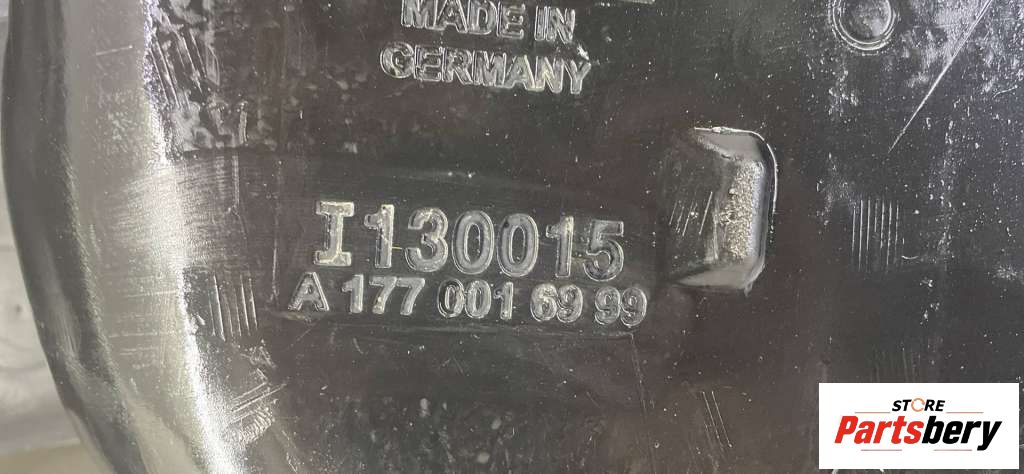 MADE IN
GERMANY
I130015
A 177 001 69 99
STORE
Partsbery